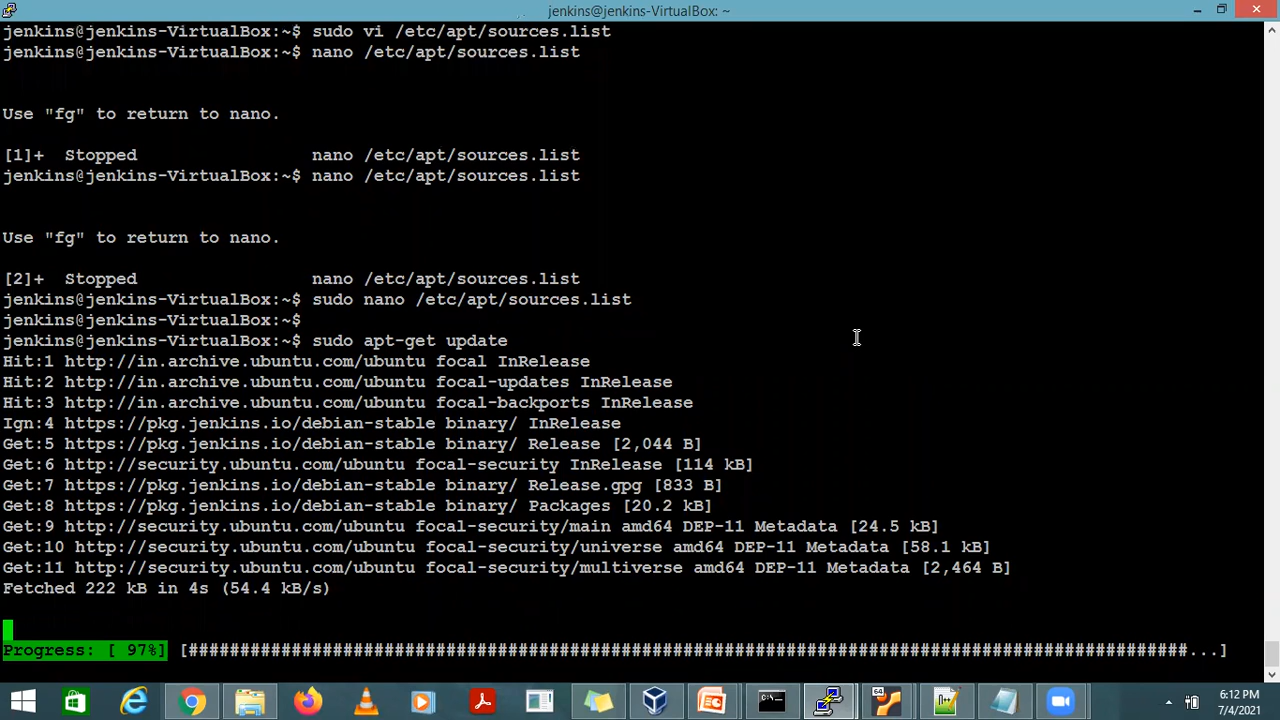 jenkins@jenkins-VirtualBox: ~
jenkins@jenkins-VirtualBox:~$ sudo vi /etc/apt/sources.list
jenkins@jenkins-VirtualBox:~$ nano /etc/apt/sources.list
Use "fg" to return to nano.
[1]+  Stopped                 nano /etc/apt/sources.list
jenkins@jenkins-VirtualBox:~$ nano /etc/apt/sources.list
Use "fg" to return to nano.
[2]+  Stopped                 nano /etc/apt/sources.list
jenkins@jenkins-VirtualBox:~$ sudo nano /etc/apt/sources.list
jenkins@jenkins-VirtualBox:~$
jenkins@jenkins-VirtualBox:~$ sudo apt-get update
Hit:1 http://in.archive.ubuntu.com/ubuntu focal InRelease
Hit:2 http://in.archive.ubuntu.com/ubuntu focal-updates InRelease
Hit:3 http://in.archive.ubuntu.com/ubuntu focal-backports InRelease
Ign:4 https://pkg.jenkins.io/debian-stable binary/ InRelease
Get:5 https://pkg.jenkins.io/debian-stable binary/ Release [2,044 B]
Get:6 http://security.ubuntu.com/ubuntu focal-security InRelease [114 kB]
Get:7 https://pkg.jenkins.io/debian-stable binary/ Release.gpg [833 B]
Get:8 https://pkg.jenkins.io/debian-stable binary/ Packages [20.2 kB]
Get:9 http://security.ubuntu.com/ubuntu focal-security/main amd64 DEP-11 Metadata [24.5 kB]
Get:10 http://security.ubuntu.com/ubuntu focal-security/universe amd64 DEP-11 Metadata [58.1 kB]
Get:11 http://security.ubuntu.com/ubuntu focal-security/multiverse amd64 DEP-11 Metadata [2,464 B]
Fetched 222 kB in 4s (54.4 kB/s)
Progress: [ 97%] [#################################################################################################...]
64
6:12 PM
7/4/2021